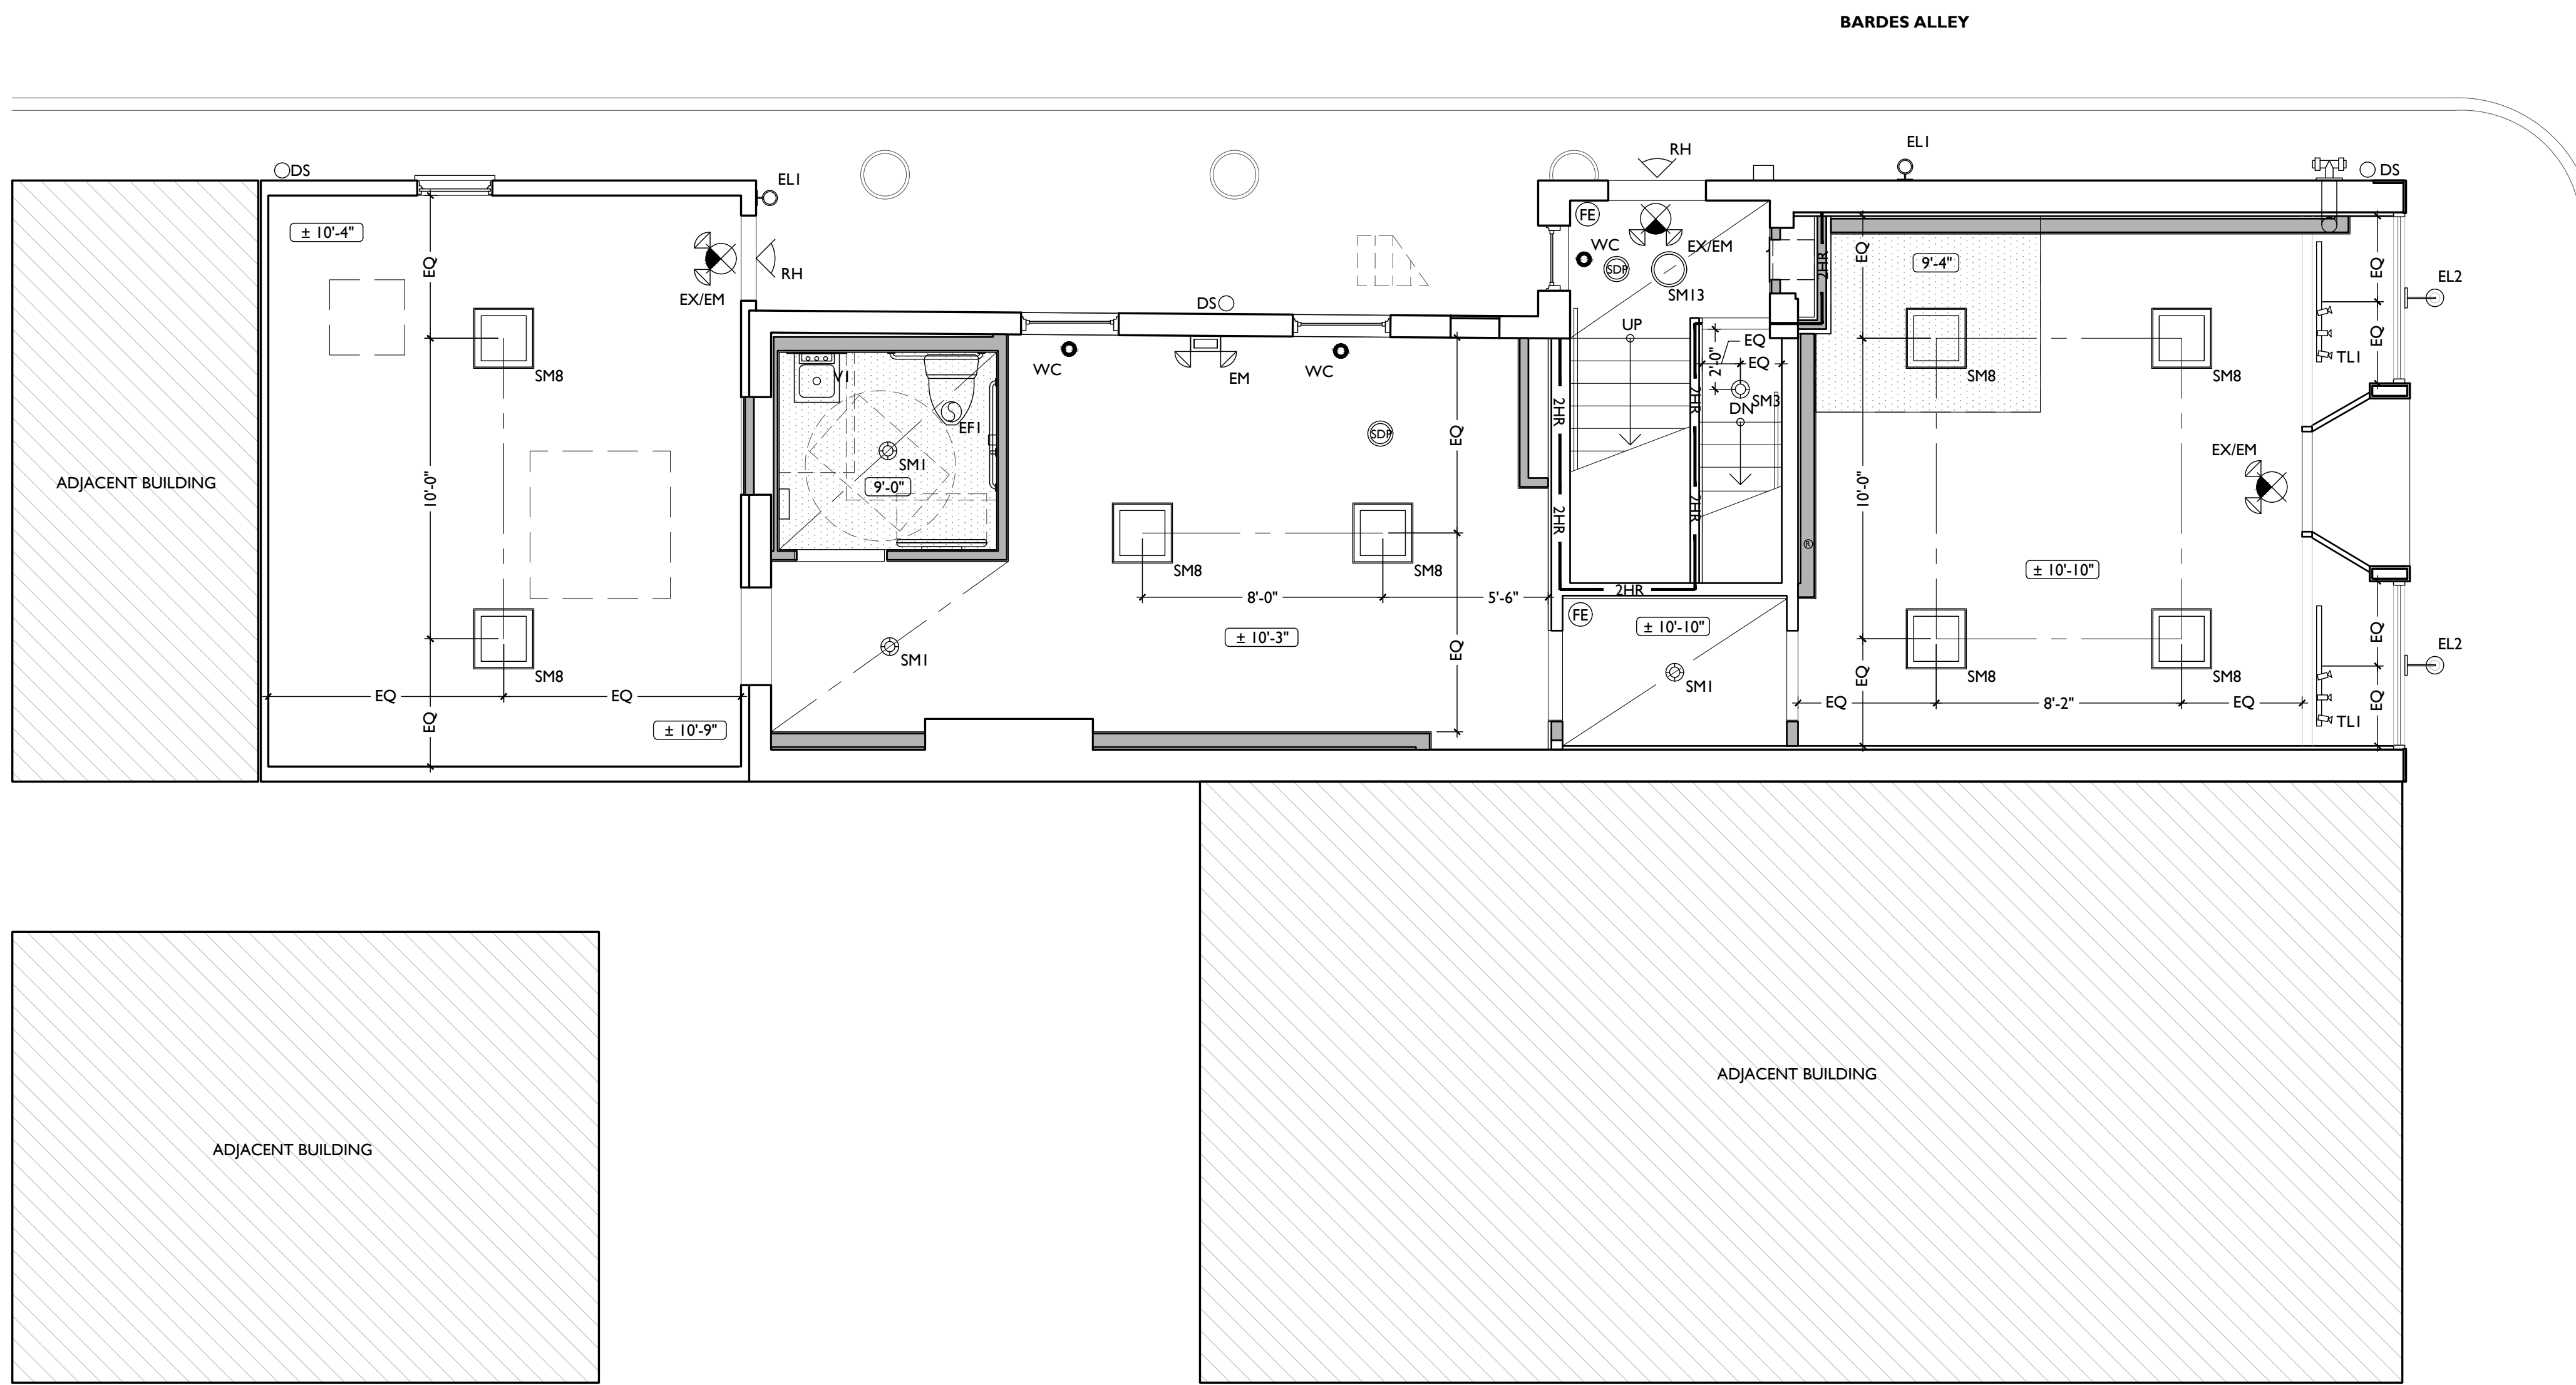 BARDES ALLEY
RH
EL1
DS
DS
EL1
± 10'-4"
EQ
RH
EX/EM
FE
WC
SDP
EX/EM
SM13
2HR
EQ
9'-4"
EQ
EL2
DS
SM8
WC
EM
WC
UP
EQ
EQ
2'-0"
SM3
DN
SM8
SM8
EQ
TL1
V1
EF1
SM1
9'-0"
SDP
EQ
2HR
2HR
2HR
EX/EM
ADJACENT BUILDING
10'-0"
2HR
2HR
10'-0"
R
SM8
SM8
± 10'-10"
8'-0"
5'-6"
2HR
FE
± 10'-3"
± 10'-10"
EQ
EQ
EL2
SM8
SM1
SM1
EQ
SM8
SM8
EQ
EQ
EQ
EQ
8'-2"
EQ
EQ
TL1
± 10'-9"
ADJACENT BUILDING
ADJACENT BUILDING